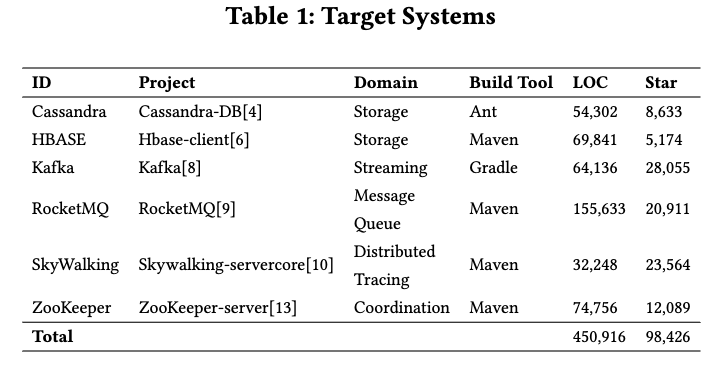 Table 1: Target Systems
ID Project Domain Build Tool LOC Star
Cassandra Cassandra-DB[4] Storage Ant 54,302 8,633
HBASE Hbase-client[6] Storage Maven 69,841 5,174
Kafka Kafka[8] Streaming Gradle 64,136 28,055
RocketMQ RocketMQ[9] Message Queue Maven 155,633 20,911
SkyWalking Skywalking-servercore[10] Distributed Tracing Maven 32,248 23,564
ZooKeeper ZooKeeper-server[13] Coordination Maven 74,756 12,089
Total 450,916 98,426